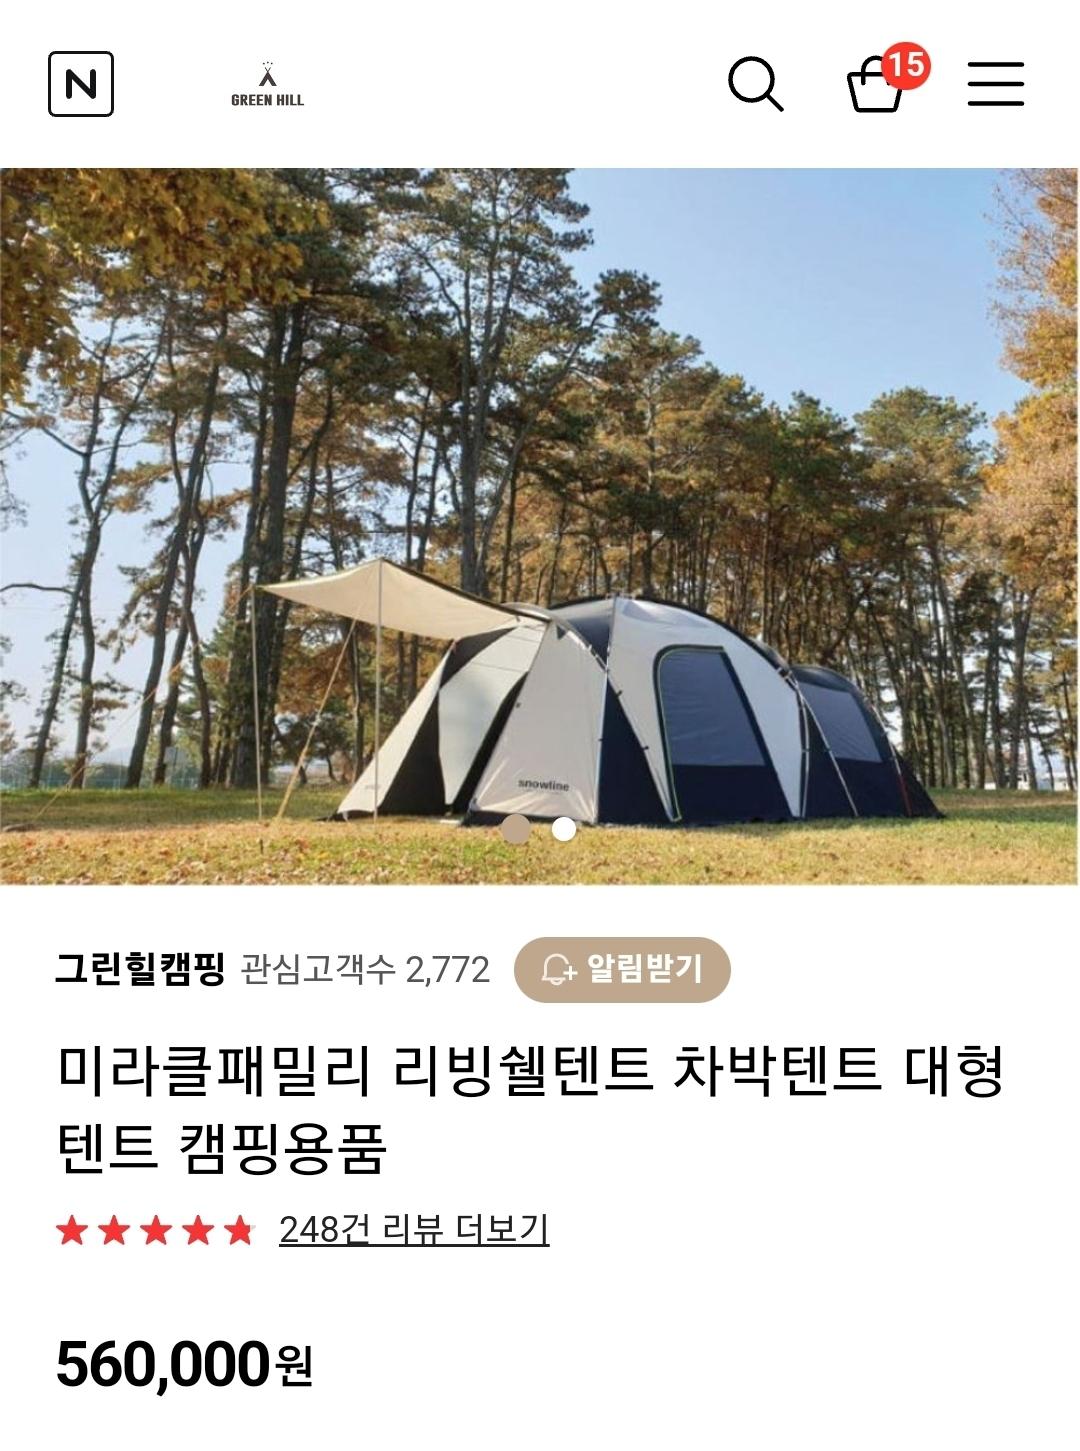 N
GREEN HILL
15
snowline
그린힐캠핑 관심고객수 2,772 알림받기
미라클패밀리 리빙쉘텐트 차박텐트 대형
텐트 캠핑용품
248건 리뷰 더보기
560,000원